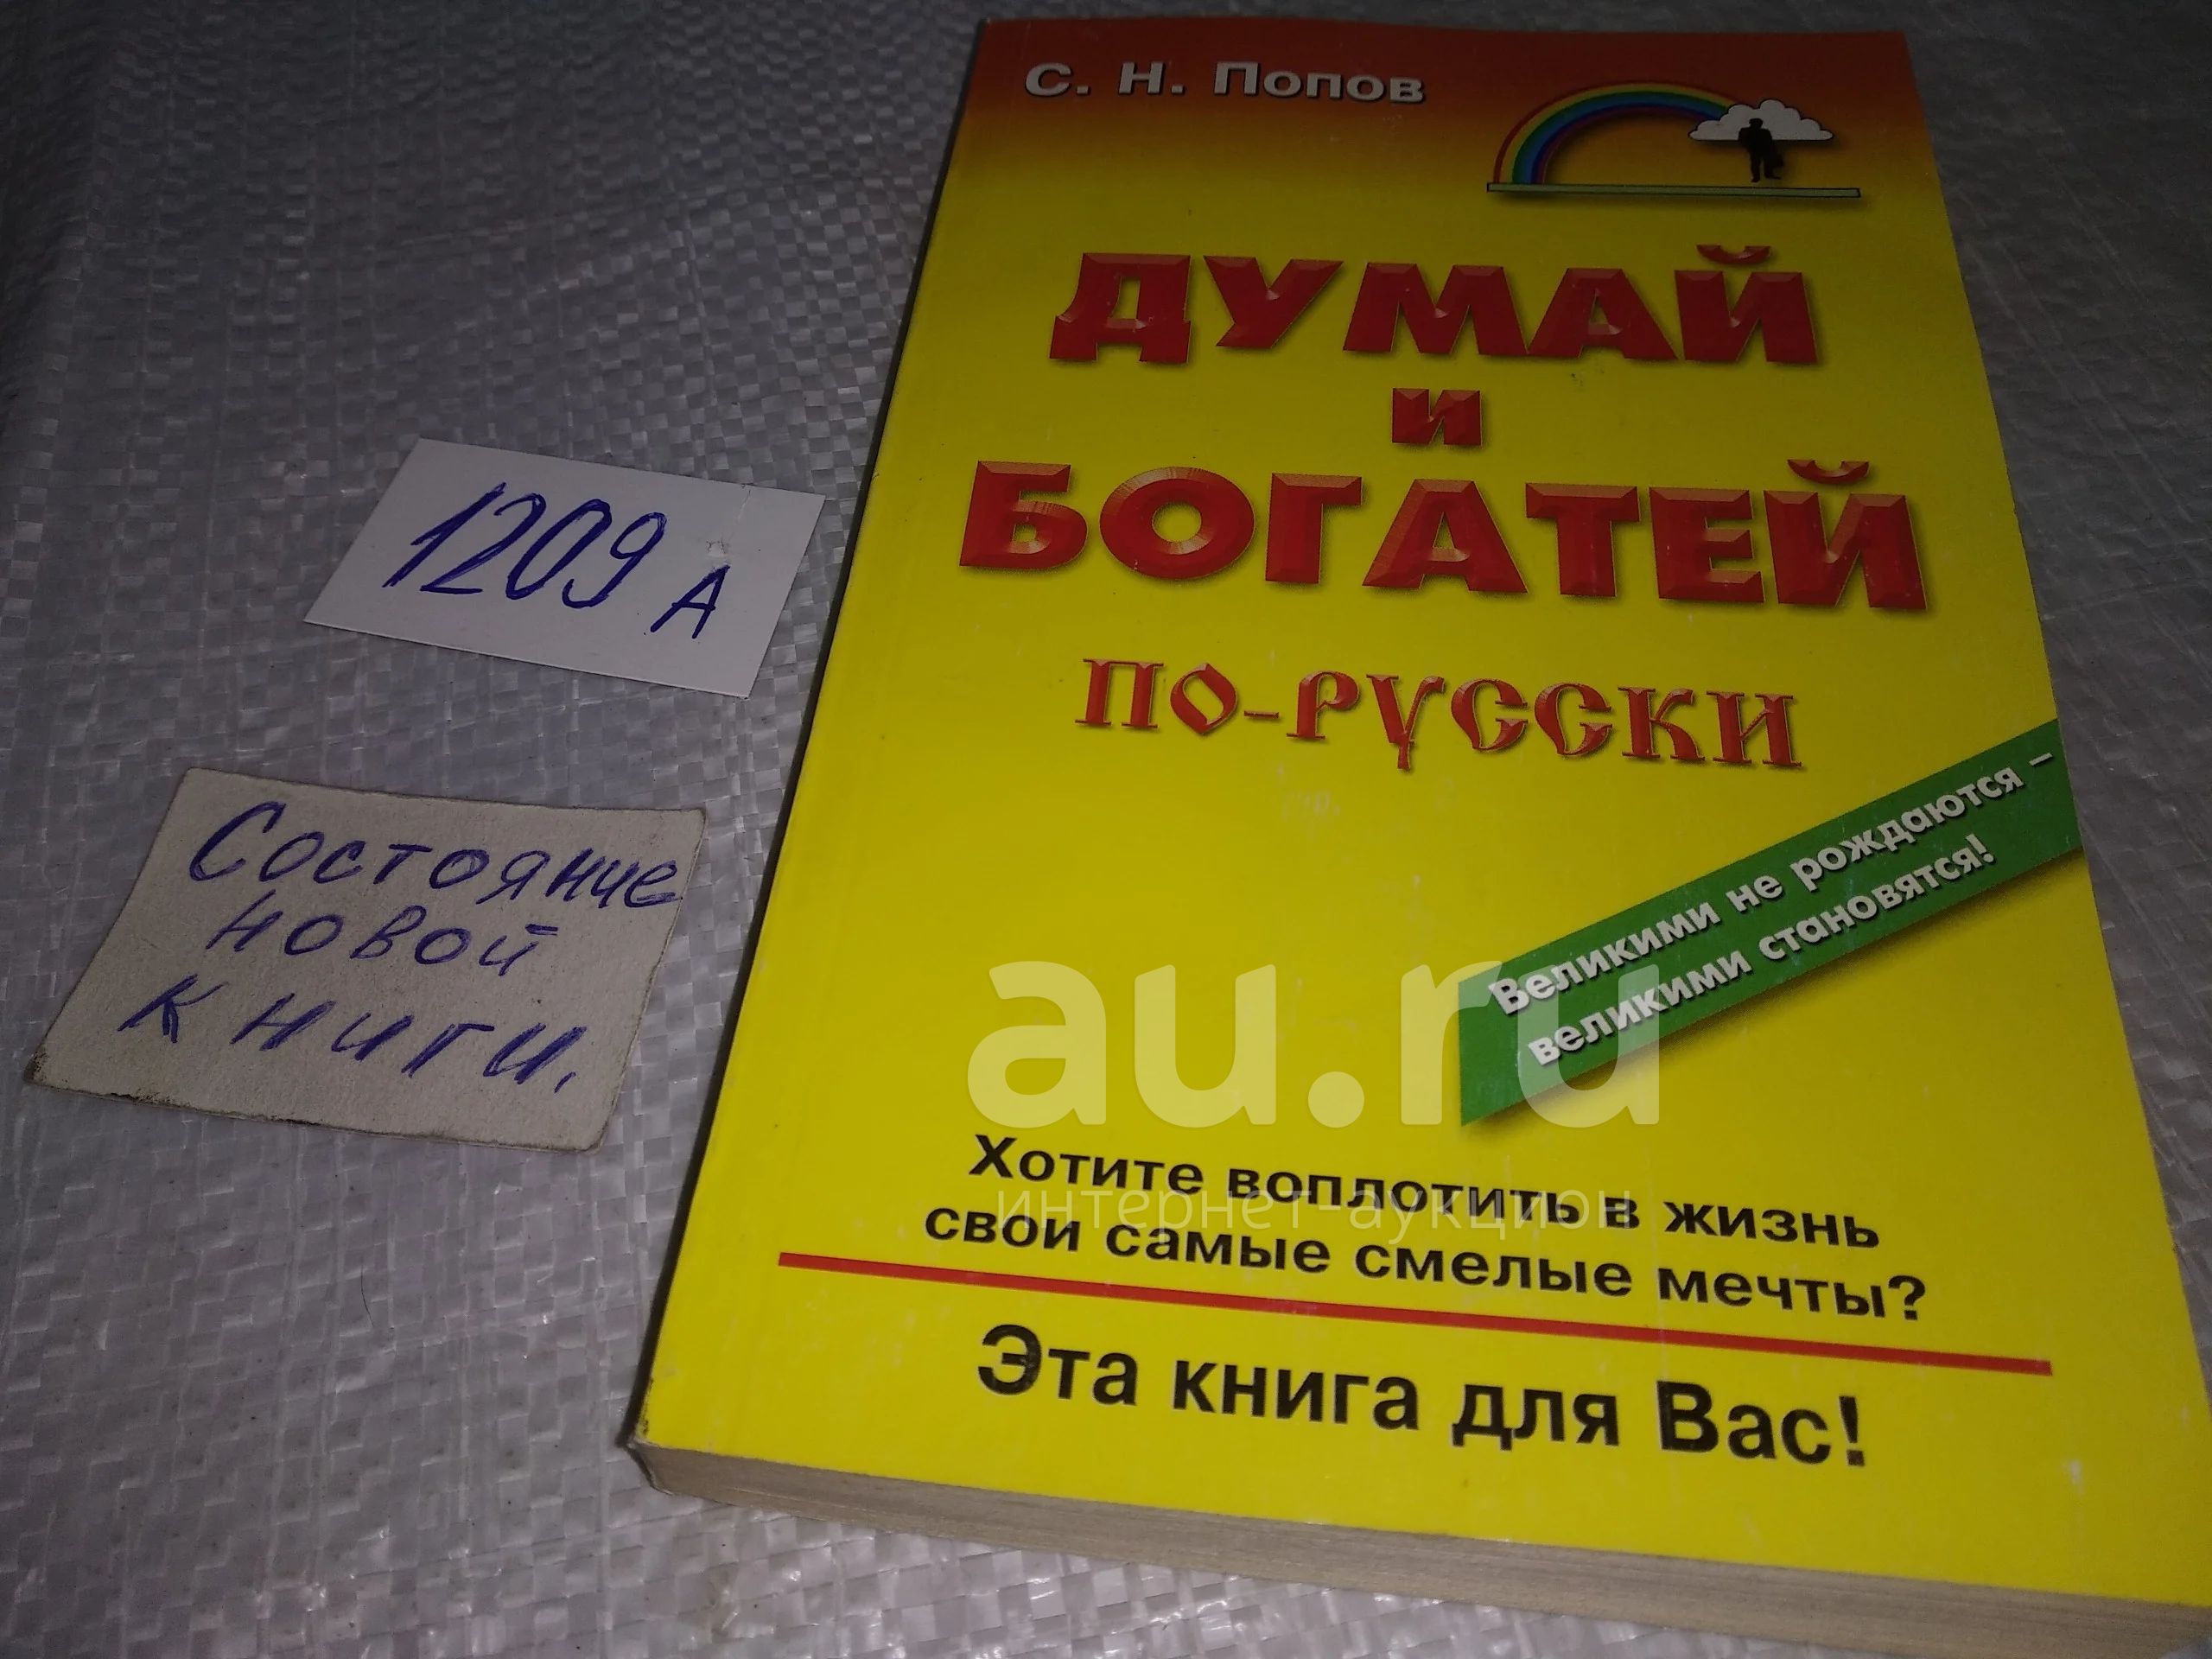 С. Н. Попов
ДУМАЙ
и
БОГАТЕЙ
по-русски
Великими не рождаются –
великими становятся!
Хотите воплотить в жизнь
свои самые смелые мечты?
Эта книга для Вас!
1209 А
Состояние
новой
книги.
au.ru
интернет-аукцион